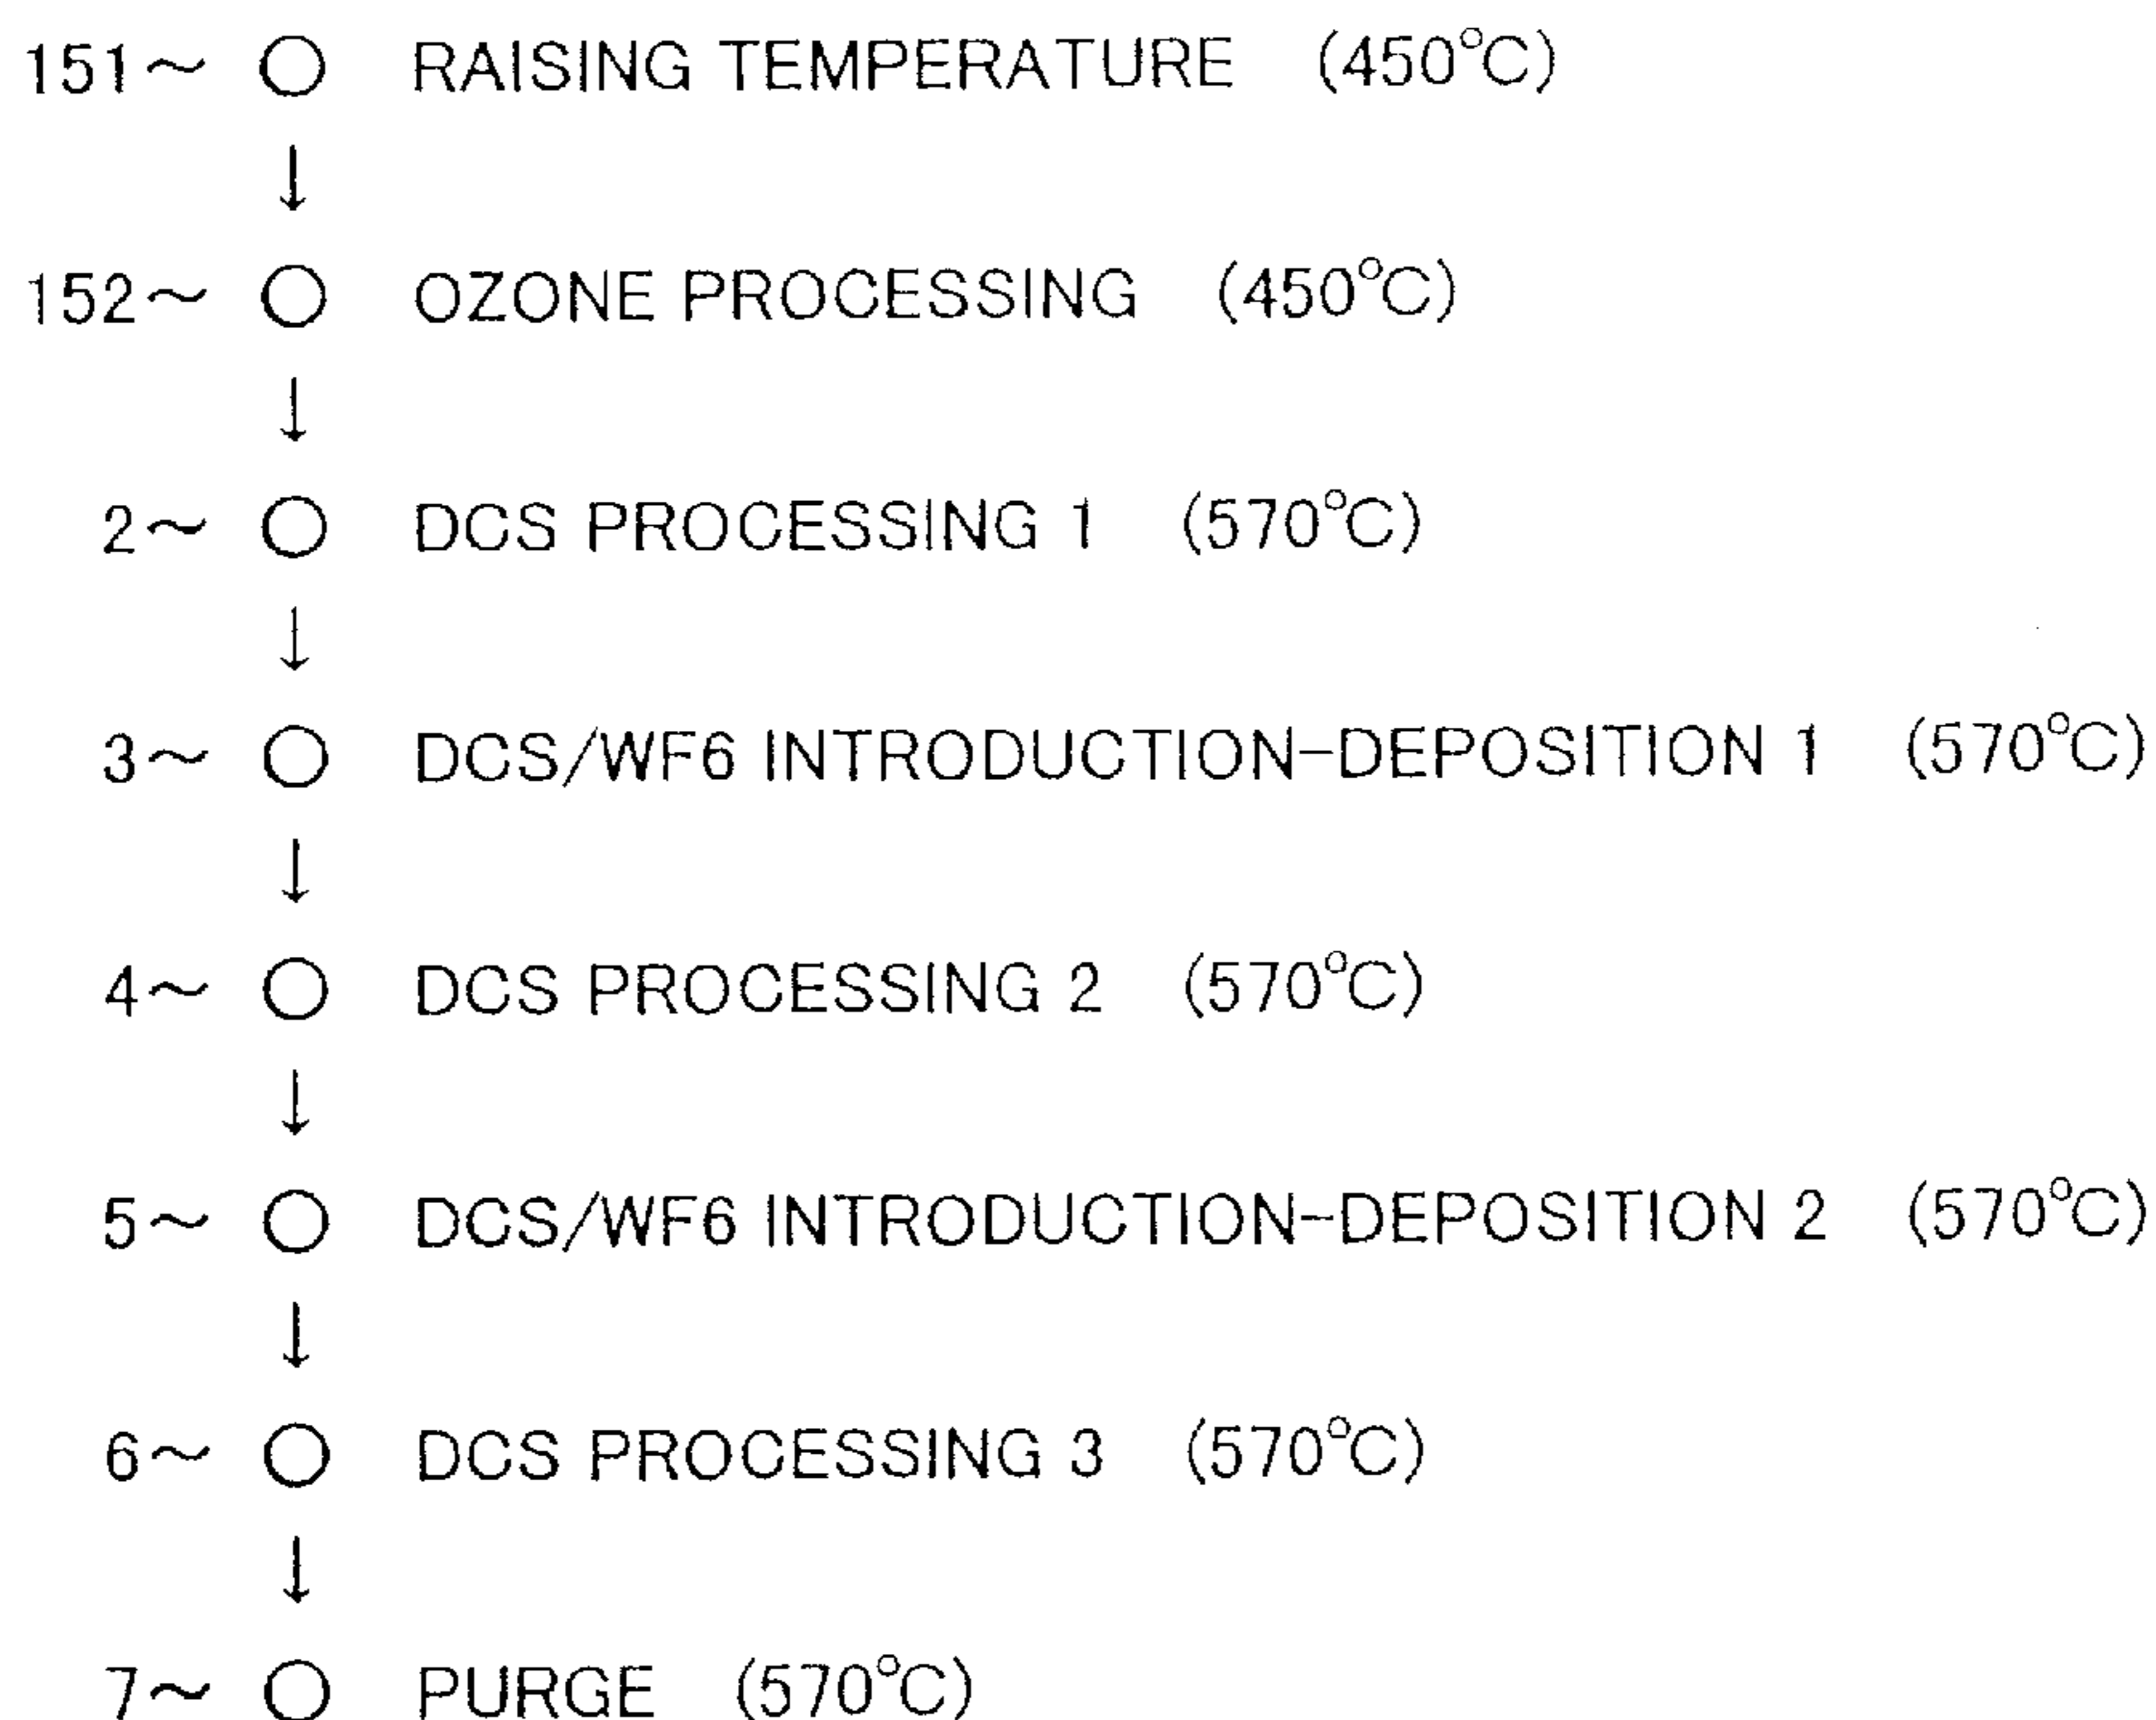 151~ ○ RAISING TEMPERATURE (450°C)
↓
152~ ○ OZONE PROCESSING (450°C)
↓
2~ ○ DCS PROCESSING 1 (570°C)
↓
3~ ○ DCS/WF6 INTRODUCTION-DEPOSITION 1 (570°C)
↓
4~ ○ DCS PROCESSING 2 (570°C)
↓
5~ ○ DCS/WF6 INTRODUCTION-DEPOSITION 2 (570°C)
↓
6~ ○ DCS PROCESSING 3 (570°C)
↓
7~ ○ PURGE (570°C)